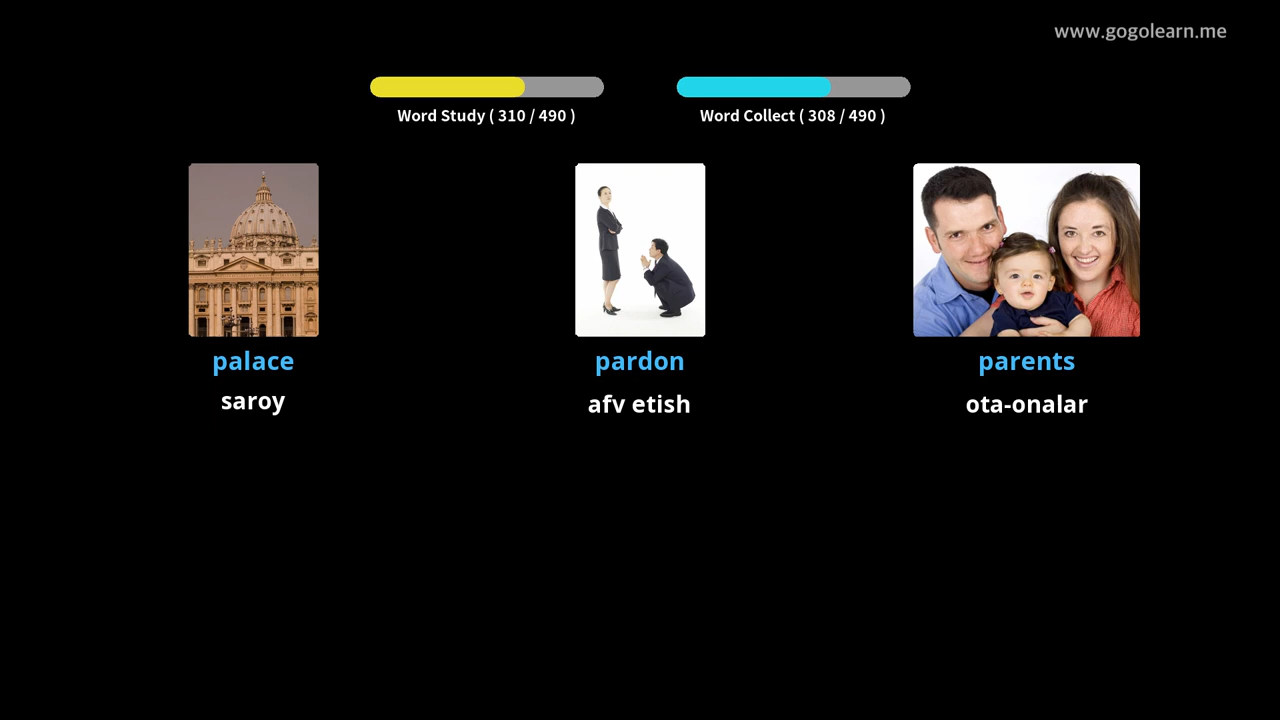 www.gogolearn.me
Word Study ( 310 / 490 )
Word Collect ( 308 / 490 )
palace
pardon
parents
saroy
afv etish
ota-onalar